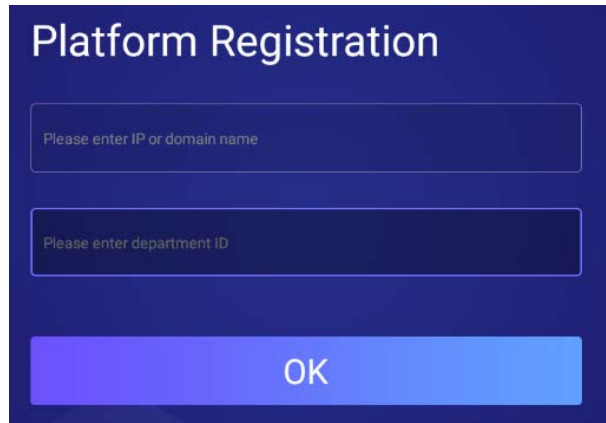 Platform Registration
Please enter IP or domain name
Please enter department ID
OK